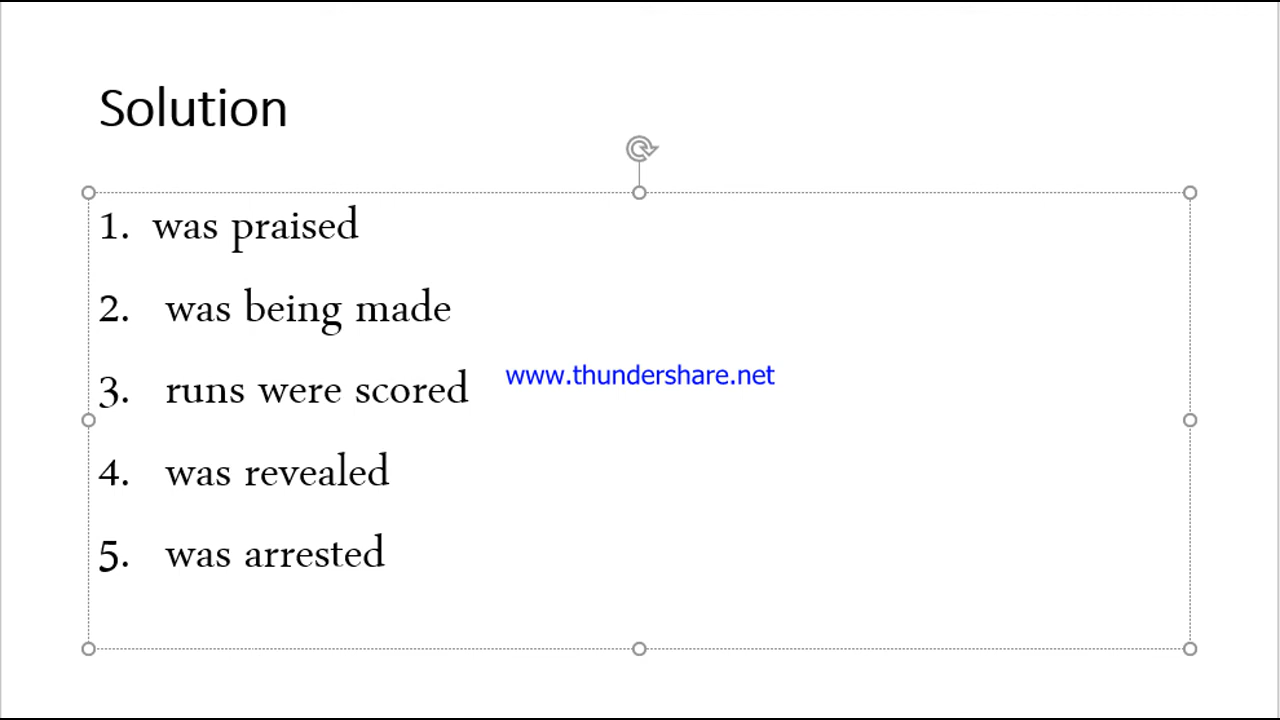 Solution
1. was praised
2. was being made
3. runs were scored
www.thundershare.net
4. was revealed
5. was arrested